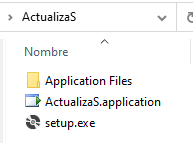 ActualizaS
Nombre
Application Files
ActualizaS.application
setup.exe